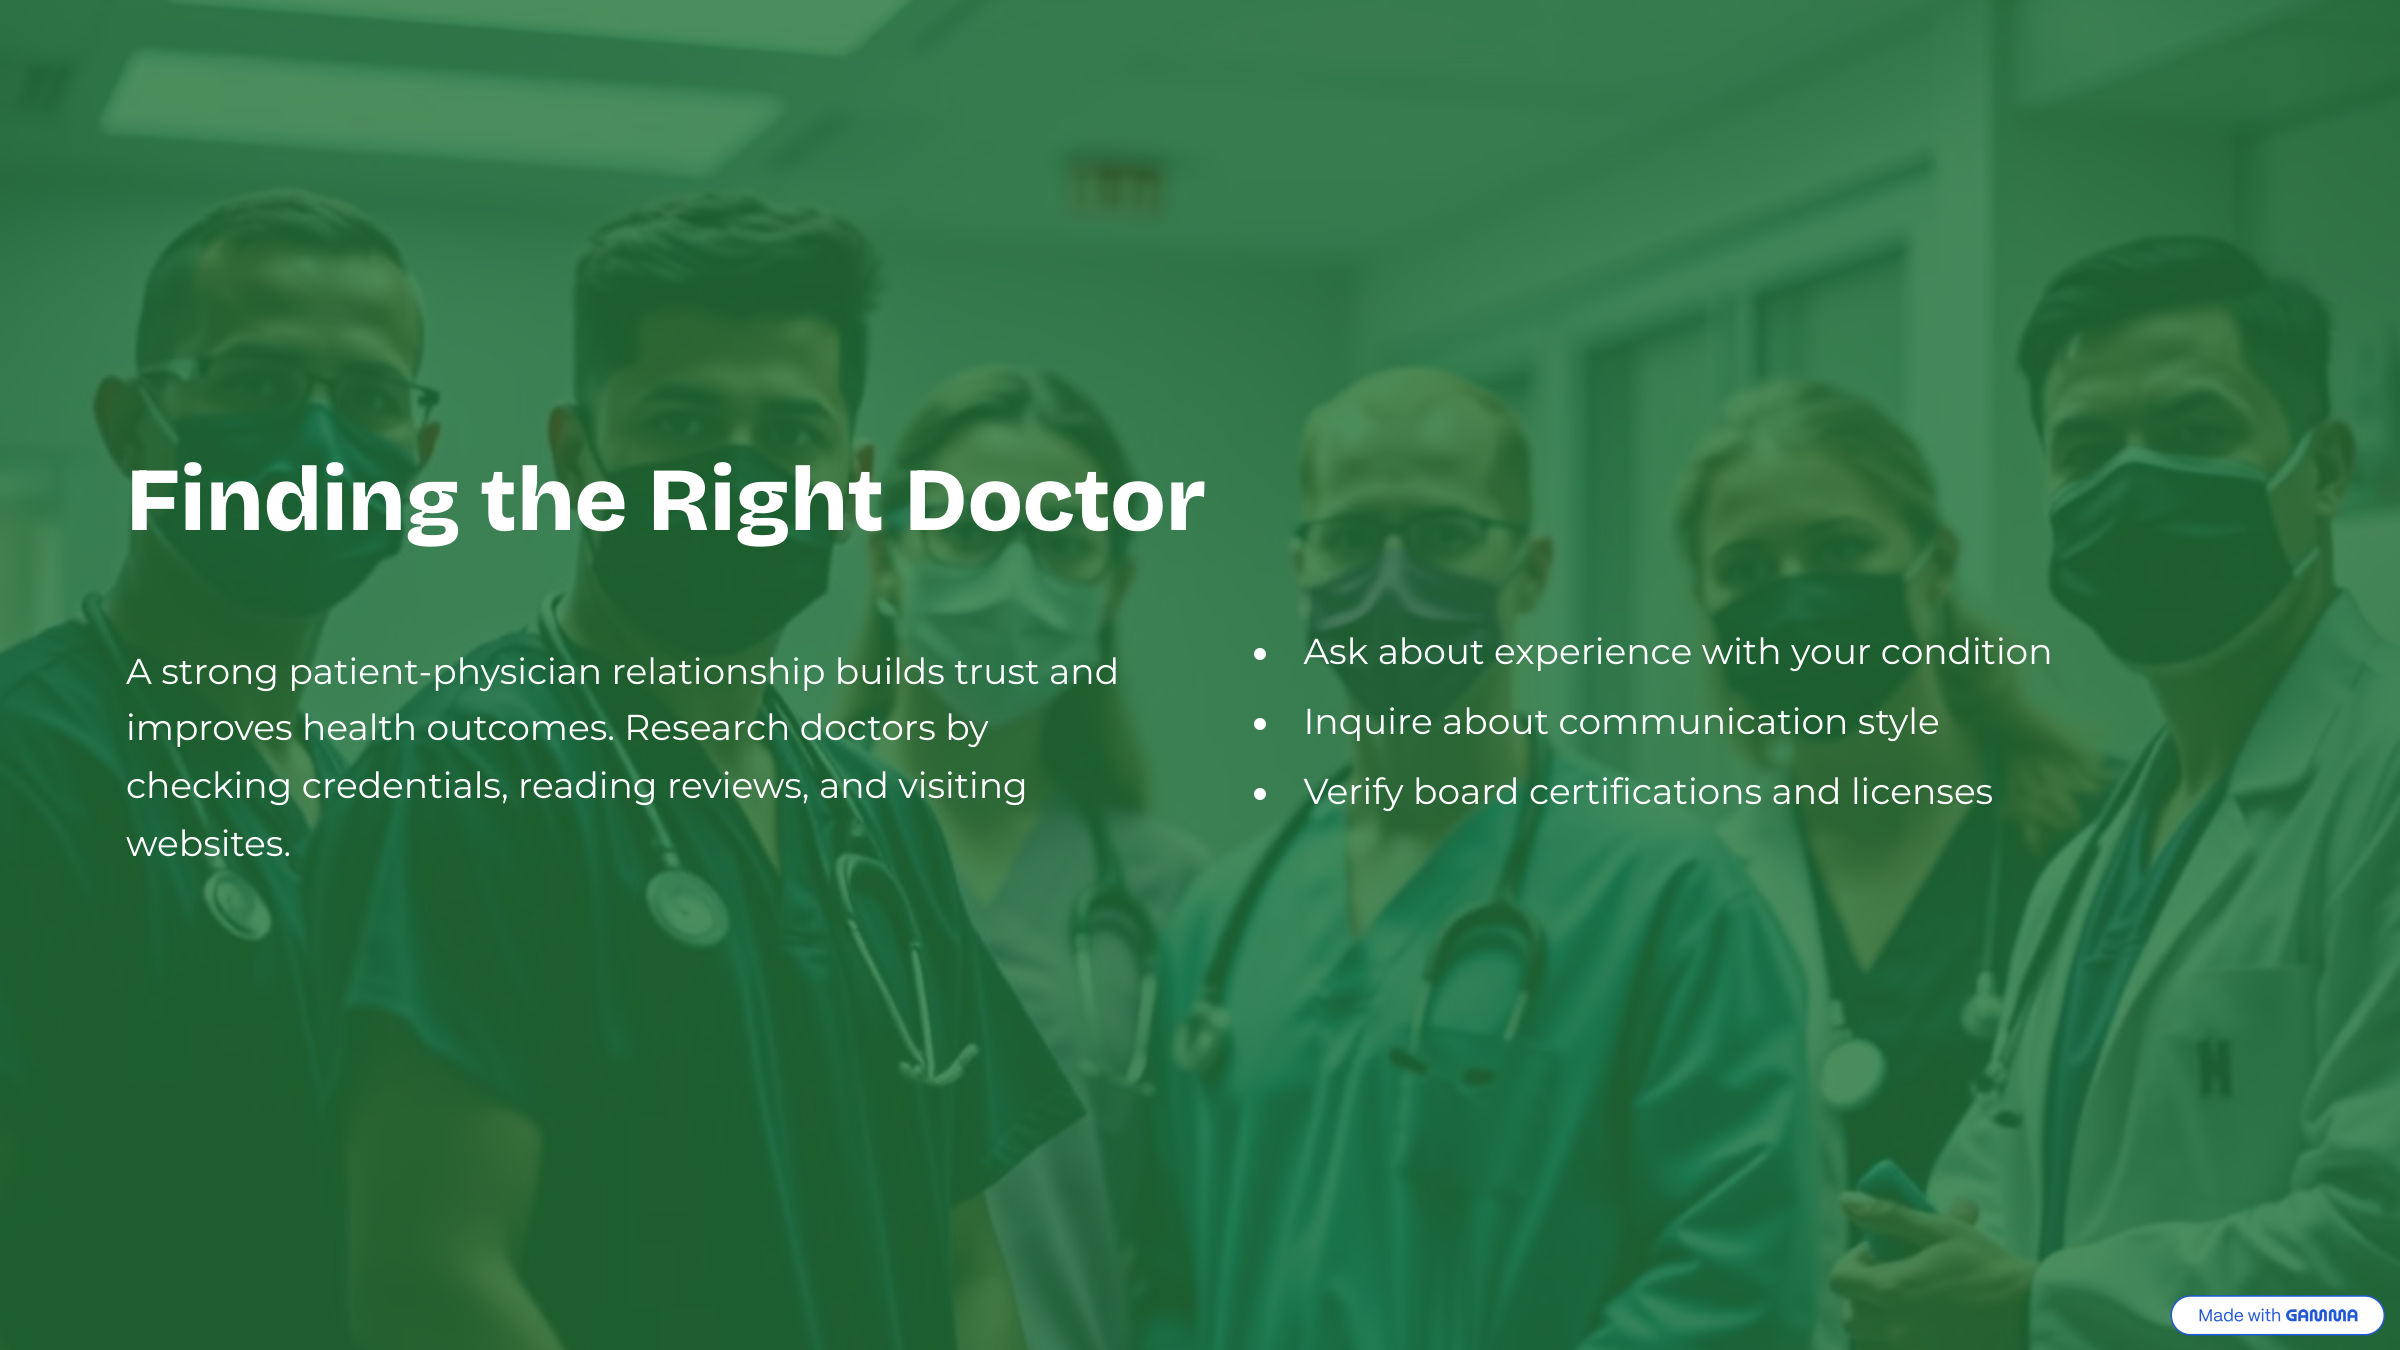 Finding the Right Doctor
A strong patient-physician relationship builds trust and
improves health outcomes. Research doctors by
checking credentials, reading reviews, and visiting
websites.
• Ask about experience with your condition
• Inquire about communication style
• Verify board certifications and licenses
Made with GAMMA